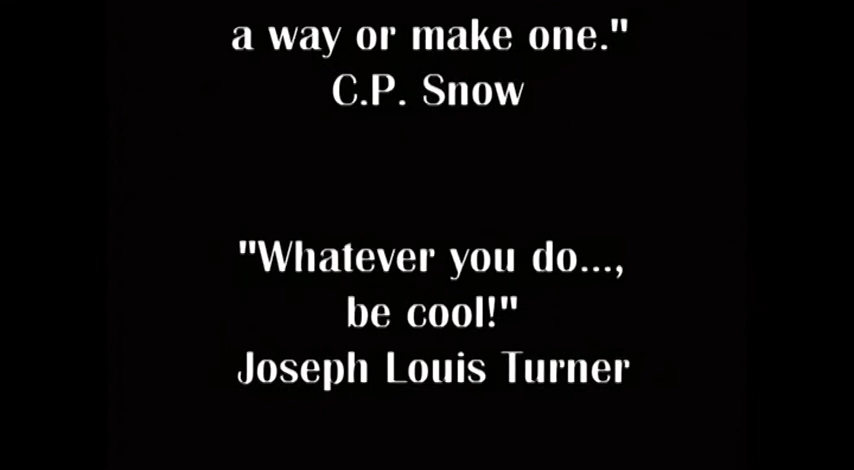 a way or make one."
C.P. Snow
"Whatever you do...,
be cool!"
Joseph Louis Turner